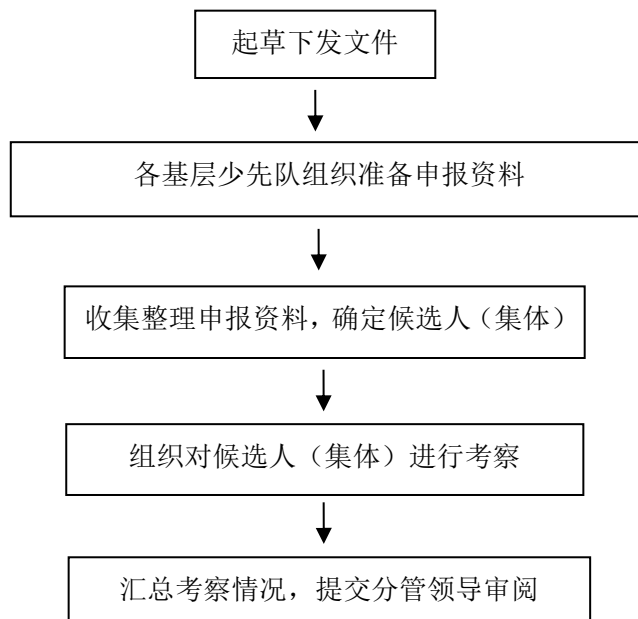 起草下发文件
各基层少先队组织准备申报资料
收集整理申报资料，确定候选人（集体）
组织对候选人（集体）进行考察
汇总考察情况，提交分管领导审阅